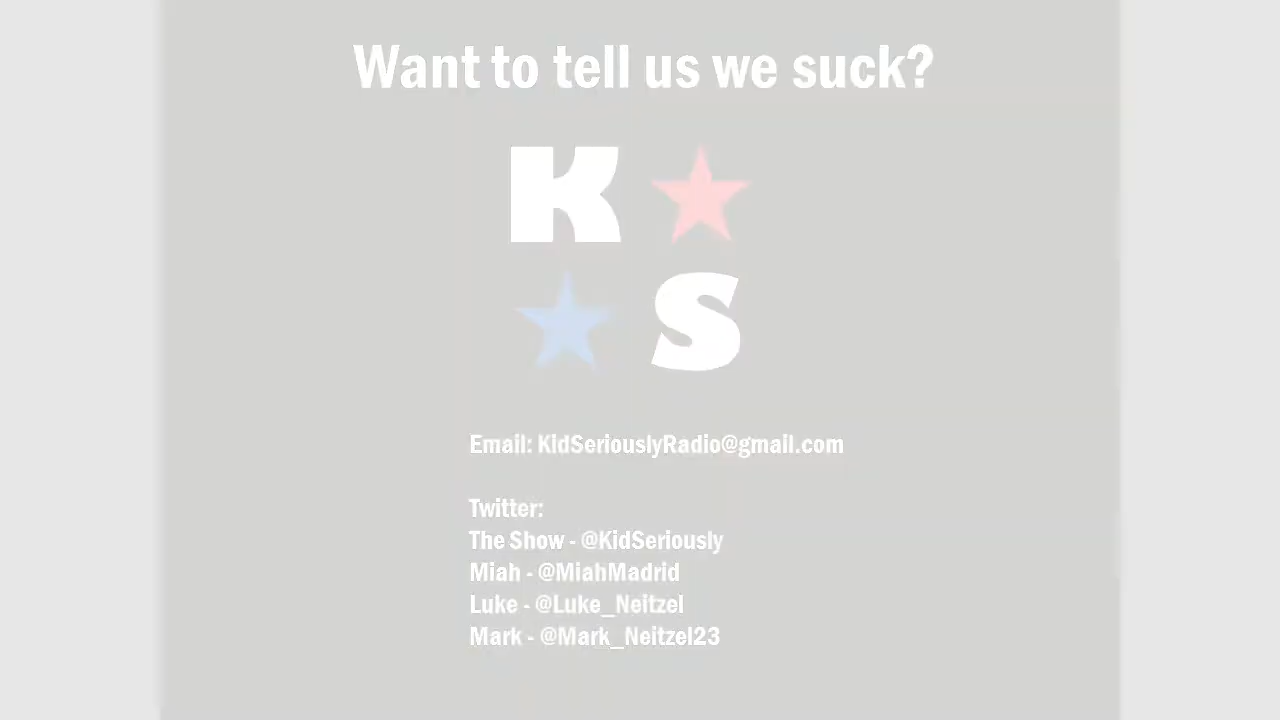 Want to tell us we suck?
K
S
Email: KidSeriouslyRadio@gmail.com
Twitter:
The Show - @KidSeriously
Miah - @MiahMadrid
Luke - @Luke_Neitzel
Mark - @Mark_Neitzel23